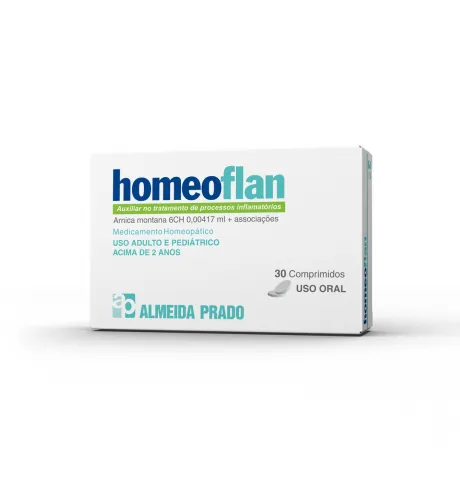 homeoflan
Auxiliar no tratamento de processos inflamatórios
Arnica montana 6CH 0,00417 ml + associações
Medicamento Homeopático
USO ADULTO E PEDIÁTRICO
ACIMA DE 2 ANOS
30 Comprimidos
USO ORAL
ap ALMEIDA PRADO
homeoflan